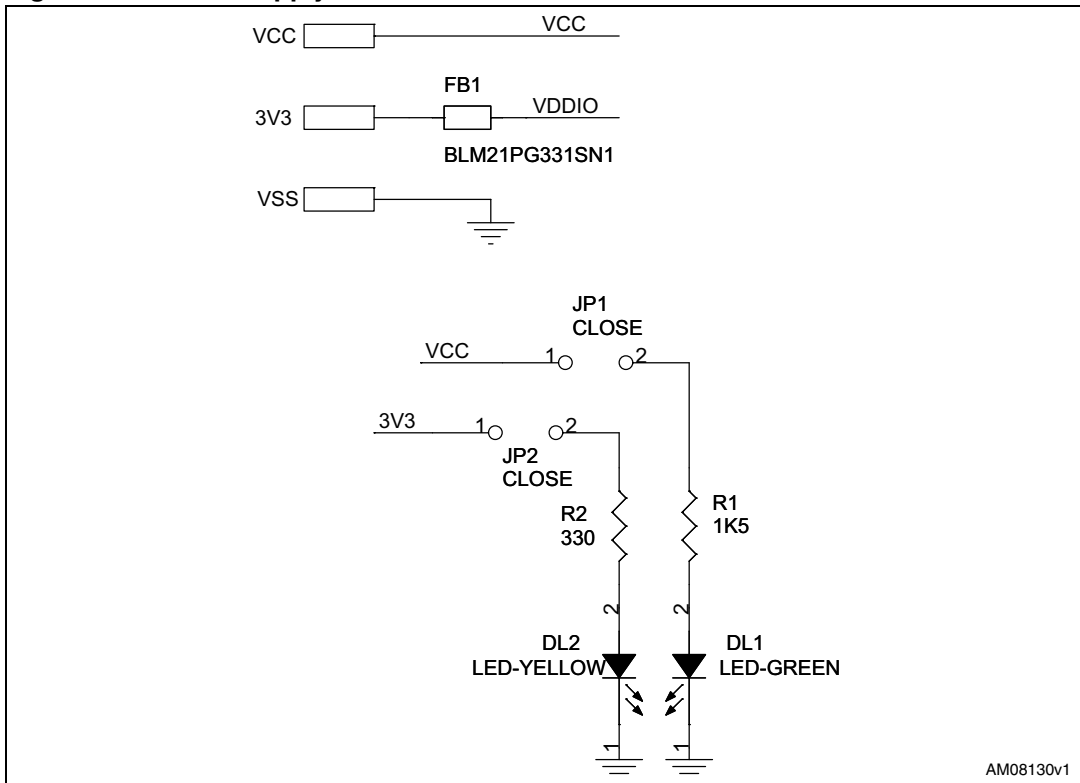 VCC
VCC
FB1
3V3
VDDIO
BLM21PG331SN1
VSS
JP1
CLOSE
VCC
1
2
3V3
1
2
JP2
CLOSE
R2
330
R1
1K5
2
2
DL2
LED-YELLOW
DL1
LED-GREEN
1
1
AM08130v1